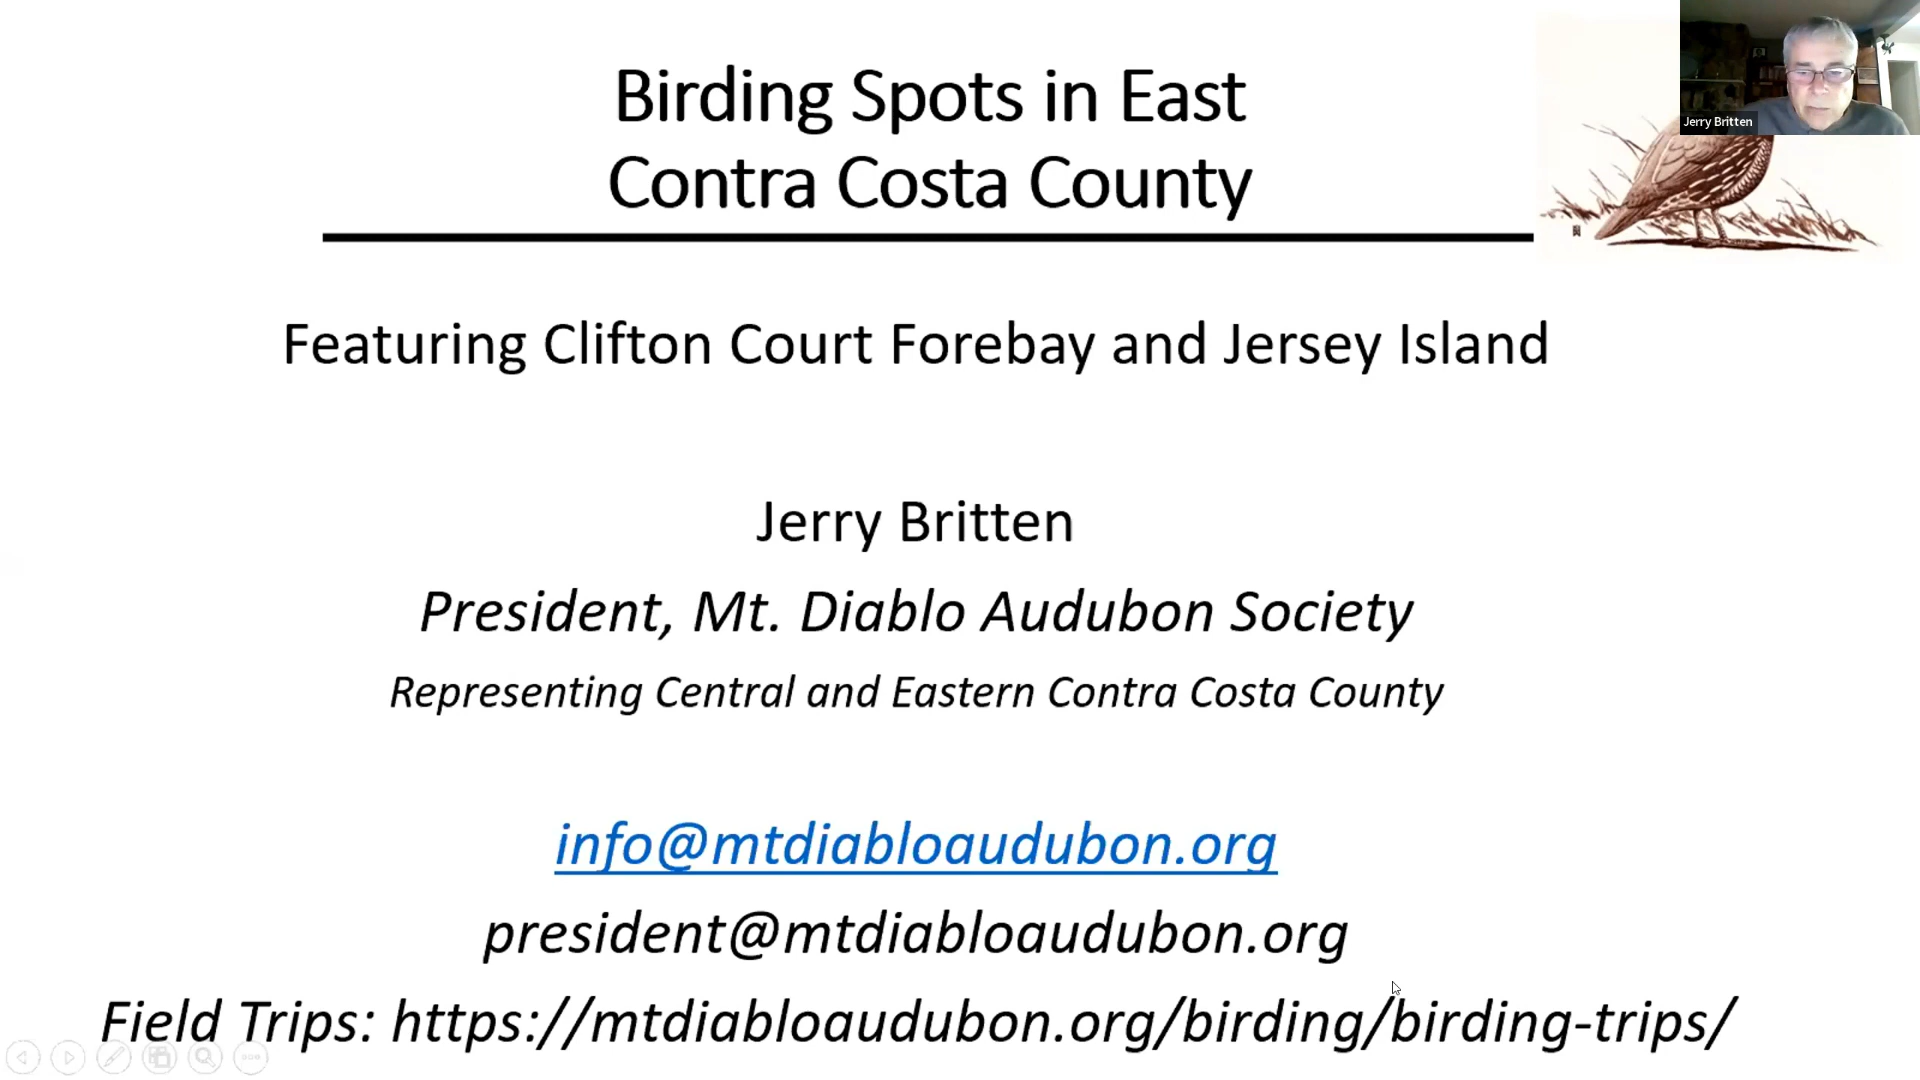 Birding Spots in East
Contra Costa County
Jerry Britten
Featuring Clifton Court Forebay and Jersey Island
Jerry Britten
President, Mt. Diablo Audubon Society
Representing Central and Eastern Contra Costa County
info@mtdiabloaudubon.org
president@mtdiabloaudubon.org
Field Trips: https://mtdiabloaudubon.org/birding/birding-trips/